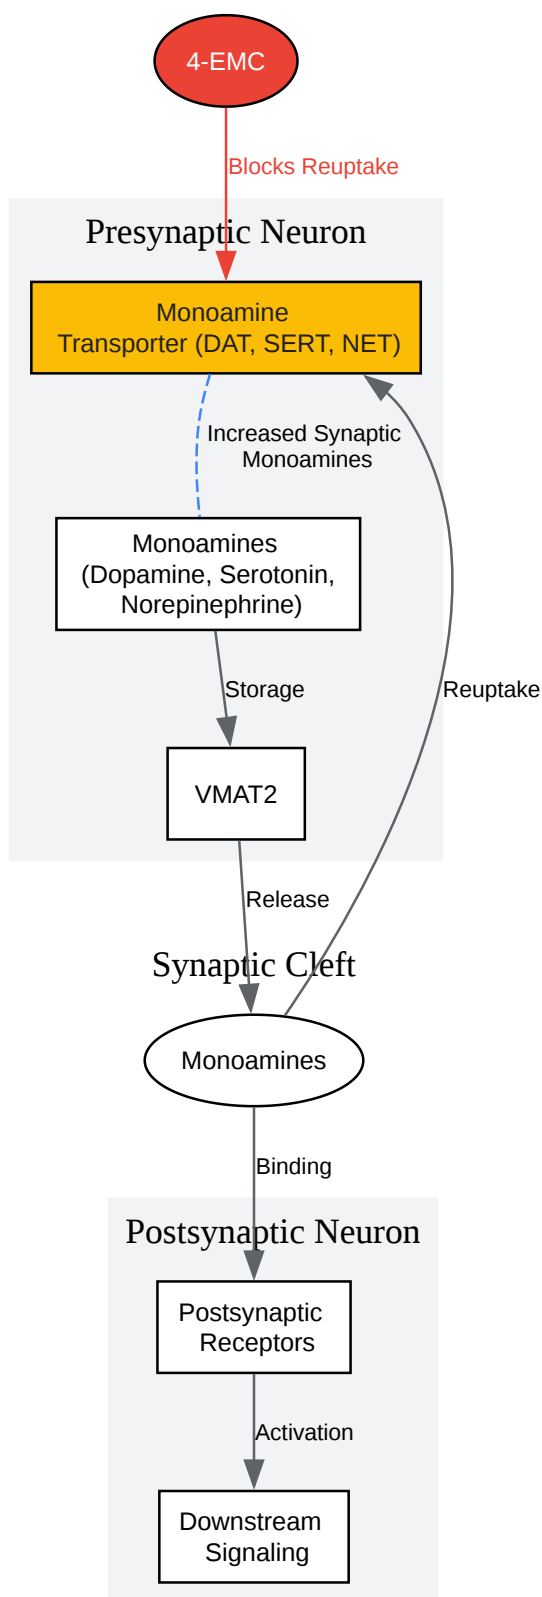 4-EMC
Blocks Reuptake
Presynaptic Neuron
Monoamine
Transporter (DAT, SERT, NET)
Increased Synaptic
Monoamines
Monoamines
(Dopamine, Serotonin,
Norepinephrine)
Storage
Reuptake
VMAT2
Release
Synaptic Cleft
Monoamines
Binding
Postsynaptic Neuron
Postsynaptic
Receptors
Activation
Downstream
Signaling